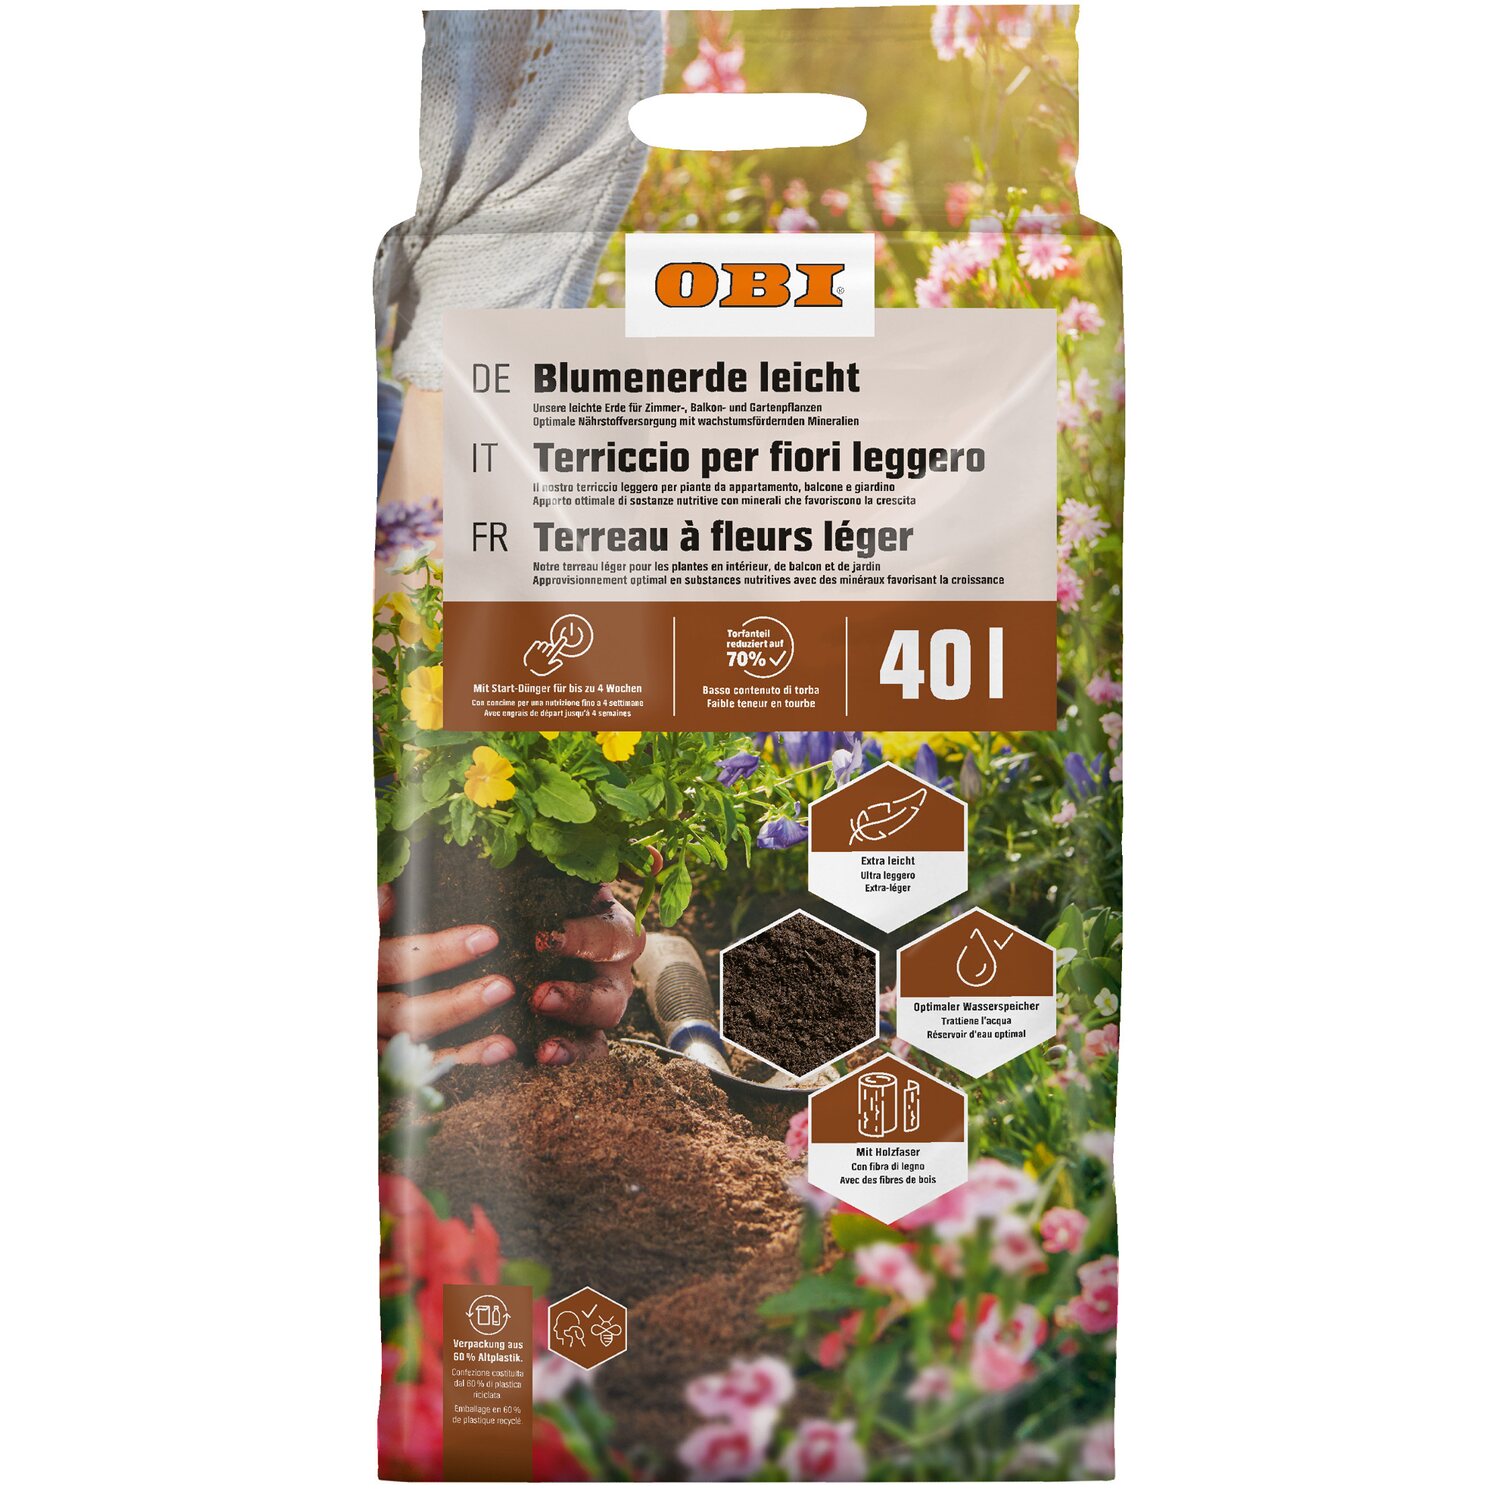 OBI®
DE Blumenerde leicht
Unsere leichte Erde für Zimmer-, Balkon- und Gartenpflanzen
Optimale Nährstoffversorgung mit wachstumsfördernden Mineralien
IT Terriccio per fiori leggero
Il nostro terriccio leggero per piante da appartamento, balcone e giardino
Apporto ottimale di sostanze nutritive con minerali che favoriscono la crescita
FR Terreau à fleurs léger
Notre terreau léger pour les plantes en intérieur, de balcon et de jardin
Approvisionnement optimal en substances nutritives avec des minéraux favorisant la croissance
Mit Start-Dünger für bis zu 4 Wochen
Con concime per una nutrizione fino a 4 settimane
Avec engrais de départ jusqu'à 4 semaines
Torfanteil
reduziert auf
70%
Basso contenuto di torba
Faible teneur en tourbe
40 l
Extra leicht
Ultra leggero
Extra-léger
Optimaler Wasserspeicher
Trattiene l'acqua
Réservoir d'eau optimal
Mit Holzfaser
Con fibra di legno
Avec des fibres de bois
Verpackung aus
60 % Altplastik.
Confezione costituita
dal 60 % di plastica
riciclata
Emballage en 60 %
de plastique recyclé.